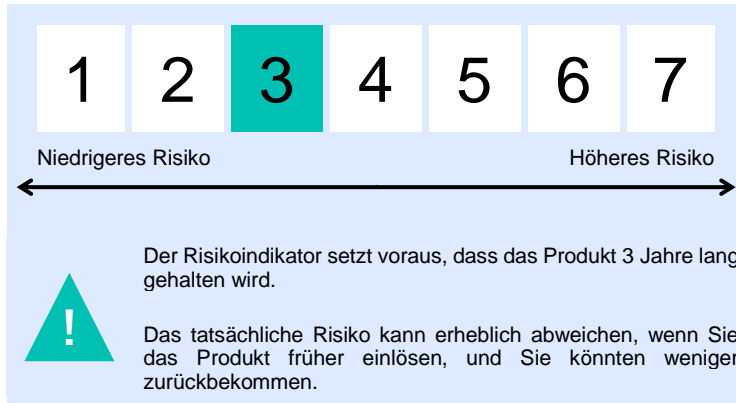 1 2 3 4 5 6 7
Niedrigeres Risiko Höheres Risiko
Der Risikoindikator setzt voraus, dass das Produkt 3 Jahre lang
gehalten wird.
!
Das tatsächliche Risiko kann erheblich abweichen, wenn Sie
das Produkt früher einlösen, und Sie könnten weniger
zurückbekommen.